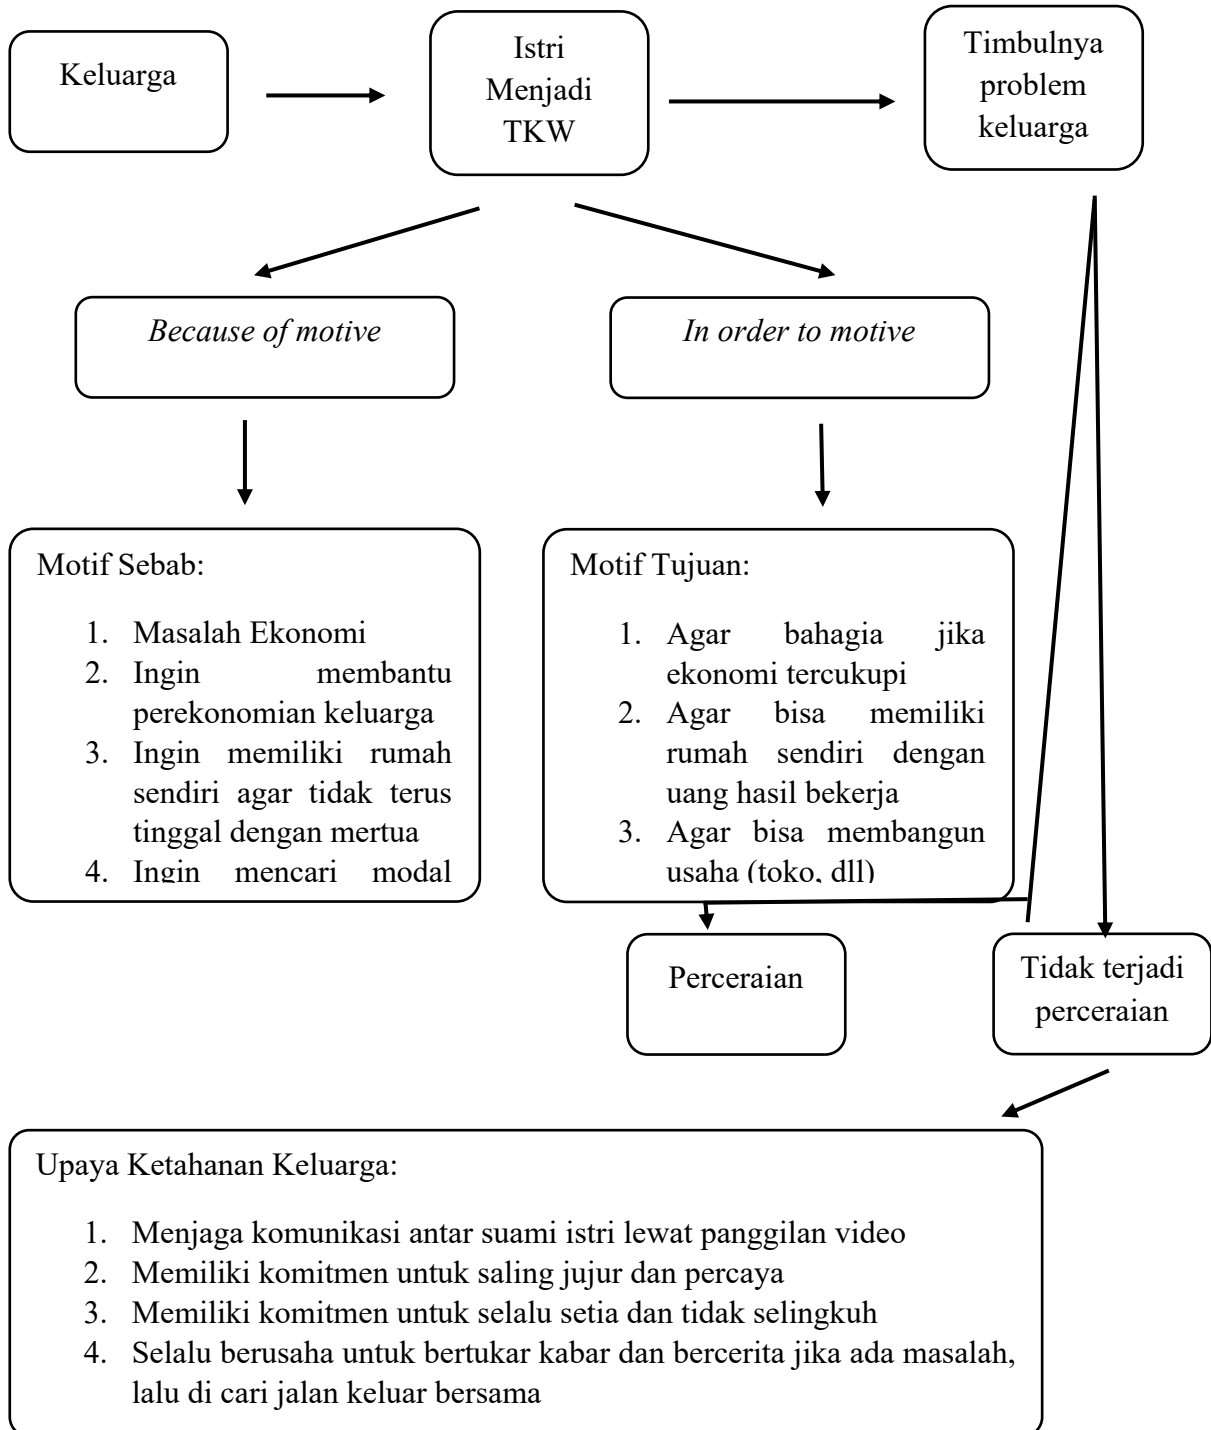 Keluarga
Istri
Menjadi
TKW
Timbulnya
problem
keluarga
Because of motive
In order to motive
Motif Sebab:
1. Masalah Ekonomi
2. Ingin membantu
perekonomian keluarga
3. Ingin memiliki rumah
sendiri agar tidak terus
tinggal dengan mertua
4. Ingin mencari modal
Motif Tujuan:
1. Agar bahagia jika
ekonomi tercukupi
2. Agar bisa memiliki
rumah sendiri dengan
uang hasil bekerja
3. Agar bisa membangun
usaha (toko, dll)
Perceraian
Tidak terjadi
perceraian
Upaya Ketahanan Keluarga:
1. Menjaga komunikasi antar suami istri lewat panggilan video
2. Memiliki komitmen untuk saling jujur dan percaya
3. Memiliki komitmen untuk selalu setia dan tidak selingkuh
4. Selalu berusaha untuk bertukar kabar dan bercerita jika ada masalah,
lalu di cari jalan keluar bersama